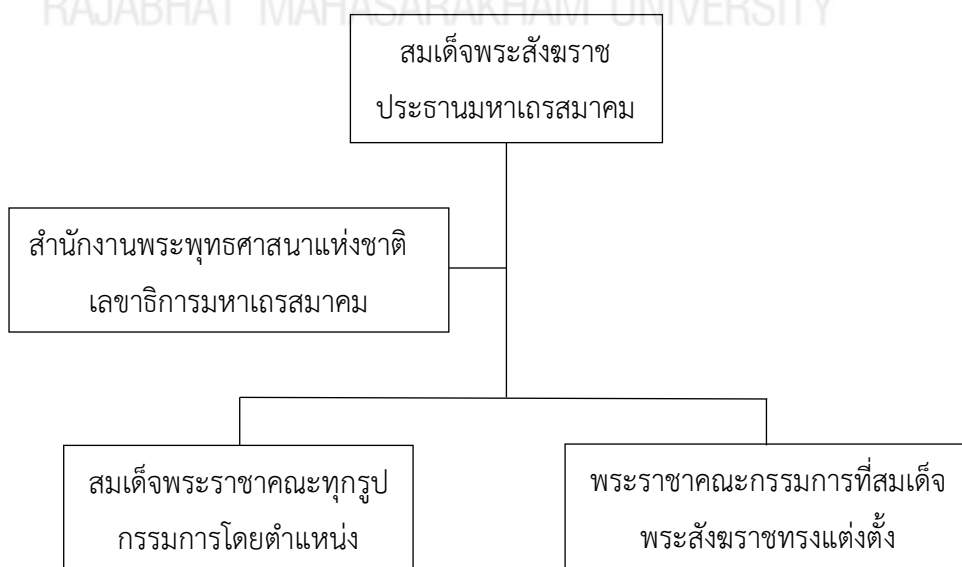 RAJABHAT MAHASARAKHAM UNIVERSITY
สมเด็จพระสังฆราช
ประธานมหาเถรสมาคม
สำนักงานพระพุทธศาสนาแห่งชาติ
เลขาธิการมหาเถรสมาคม
สมเด็จพระราชาคณะทุกรูป
กรรมการโดยตำแหน่ง
พระราชาคณะกรรมการที่สมเด็จ
พระสังฆราชทรงแต่งตั้ง